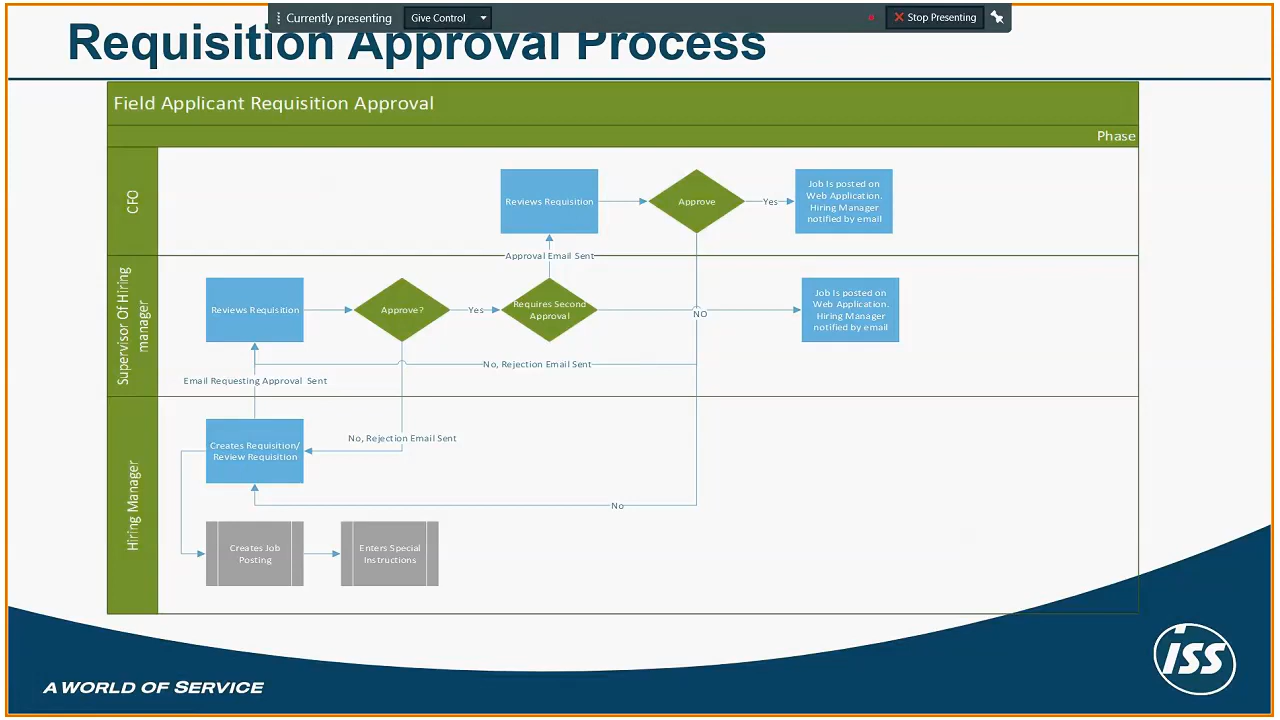 Currently presenting
Give Control
Stop Presenting
Requisition Approval Process
Field Applicant Requisition Approval
Phase
CFO
Reviews Requisition
Approve
Yes
Job Is posted on
Web Application.
Hiring Manager
notified by email
Approval Email Sent
Supervisor Of Hiring
manager
Reviews Requisition
Approve?
Yes
Requires Second
Approval
NO
Job Is posted on
Web Application.
Hiring Manager
notified by email
No, Rejection Email Sent
Email Requesting Approval Sent
Hiring Manager
Creates Requisition/
Review Requisition
No, Rejection Email Sent
No
Creates Job
Posting
Enters Special
Instructions
A WORLD OF SERVICE
ISS